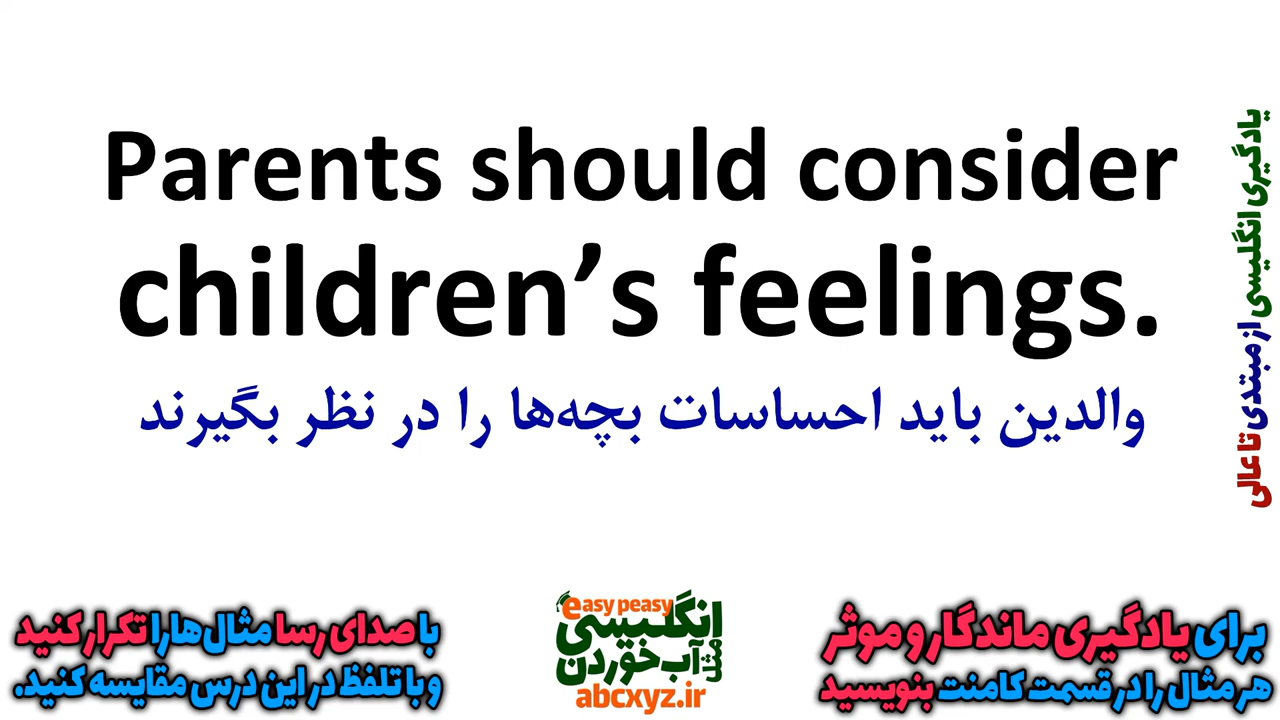 Parents should consider
children’s feelings.
والدین باید احساسات بچه‌ها را در نظر بگیرند
یادگیری انگلیسی از مبتدی تا عالی
برای یادگیری ماندگار و موثر
هر مثال را در قسمت کامنت بنویسید
easy peasy
انگلیسی
مثل آب خوردن
abcxyz.ir
با صدای رسا مثال‌ها را تکرار کنید
و با تلفظ در این درس مقایسه کنید.